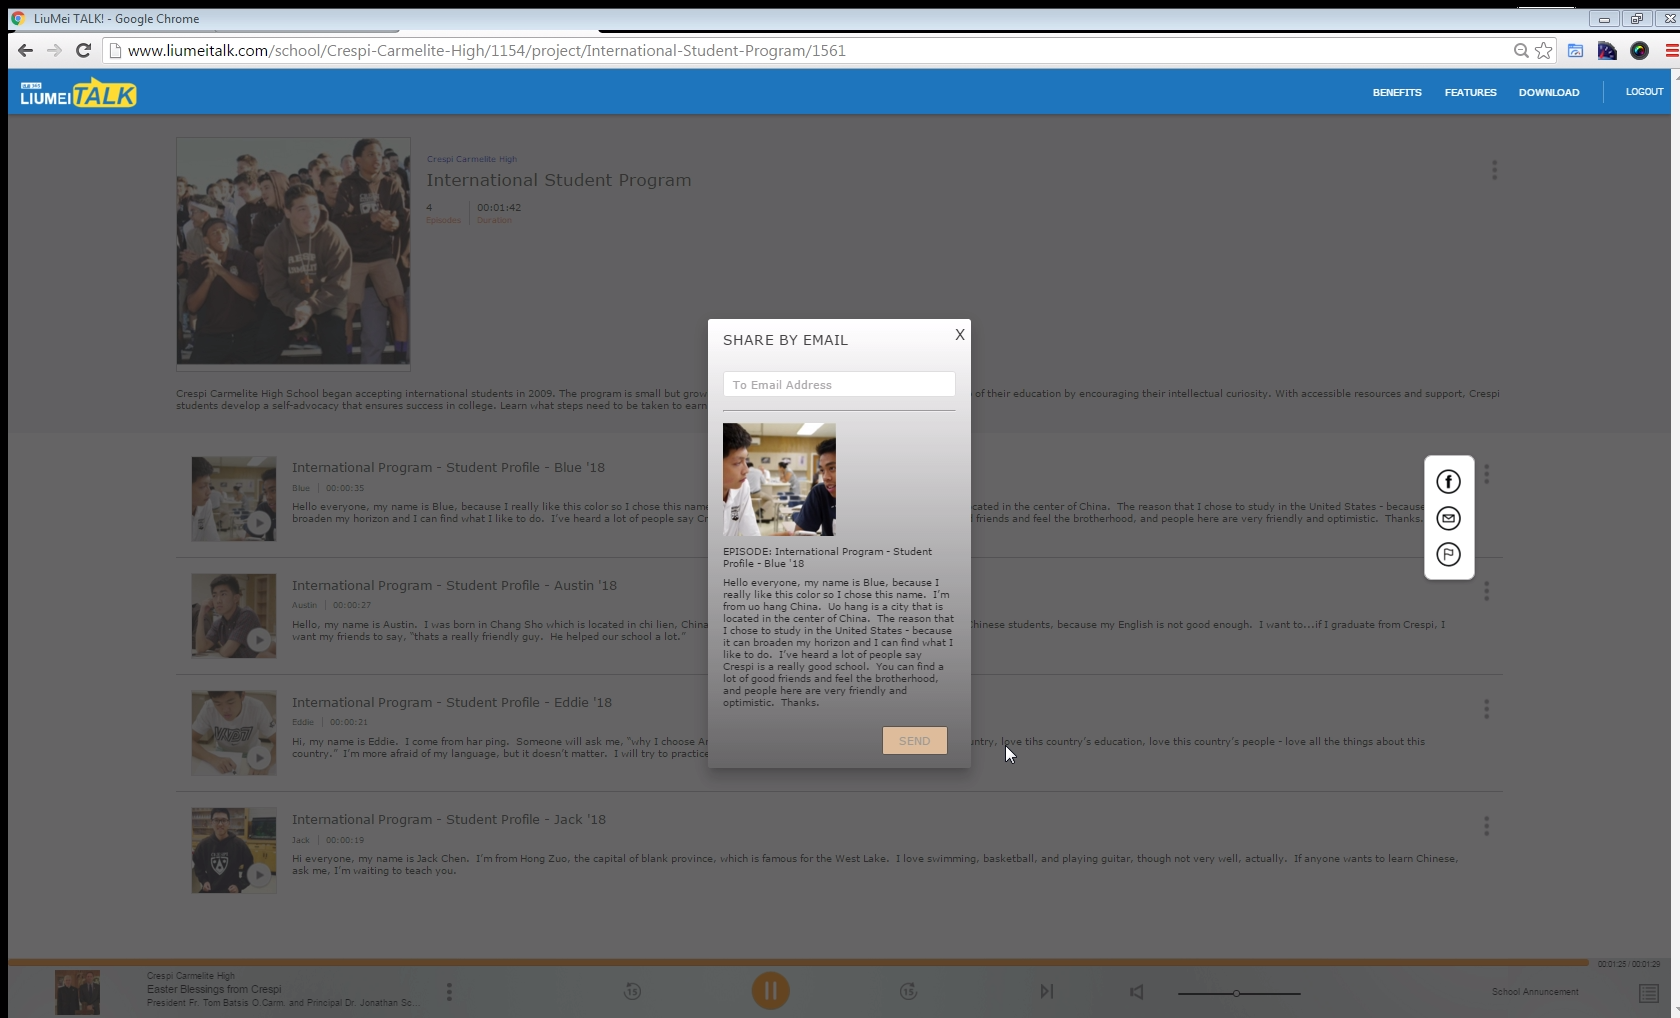 LiuMei TALK! - Google Chrome
www.liumeitalk.com/school/Crespi-Carmelite-High/1154/project/International-Student-Program/1561
LIUMEI TALK
BENEFITS FEATURES DOWNLOAD LOGOUT
Crespi Carmelite High
International Student Program
4 00:01:42
Episodes Duration
Crespi Carmelite High School began accepting international students in 2009. The program is small but grow of their education by encouraging their intellectual curiosity. With accessible resources and support, Crespi
students develop a self-advocacy that ensures success in college. Learn what steps need to be taken to earn
SHARE BY EMAIL X
To Email Address
EPISODE: International Program - Student
Profile - Blue '18
Hello everyone, my name is Blue, because I
really like this color so I chose this name. I'm
from uo hang China. Uo hang is a city that is
located in the center of China. The reason that
I chose to study in the United States - because
it can broaden my horizon and I can find what I
like to do. I've heard a lot of people say
Crespi is a really good school. You can find a
lot of good friends and feel the brotherhood,
and people here are very friendly and
optimistic. Thanks.
SEND
International Program - Student Profile - Blue '18
Blue | 00:00:35
Hello everyone, my name is Blue, because I really like this color so I chose this name cated in the center of China. The reason that I chose to study in the United States - because
broaden my horizon and I can find what I like to do. I've heard a lot of people say Cr friends and feel the brotherhood, and people here are very friendly and optimistic. Thanks.
International Program - Student Profile - Austin '18
Austin | 00:00:27
Hello, my name is Austin. I was born in Chang Sho which is located in chi lien, China hinese students, because my English is not good enough. I want to...if I graduate from Crespi, I
want my friends to say, "thats a really friendly guy. He helped our school a lot."
International Program - Student Profile - Eddie '18
Eddie | 00:00:21
Hi, my name is Eddie. I come from har ping. Someone will ask me, "why I choose Am untry, love tihs country's education, love this country's people - love all the things about this
country." I'm more afraid of my language, but it doesn't matter. I will try to practice
International Program - Student Profile - Jack '18
Jack | 00:00:19
Hi everyone, my name is Jack Chen. I'm from Hong Zuo, the capital of blank province, which is famous for the West Lake. I love swimming, basketball, and playing guitar, though not very well, actually. If anyone wants to learn Chinese,
ask me, I'm waiting to teach you.
00:01:25 / 00:01:29
Crespi Carmelite High
Easter Blessings from Crespi
President Fr. Tom Batsis O.Carm. and Principal Dr. Jonathan Sc...
15 15
School Annuncement